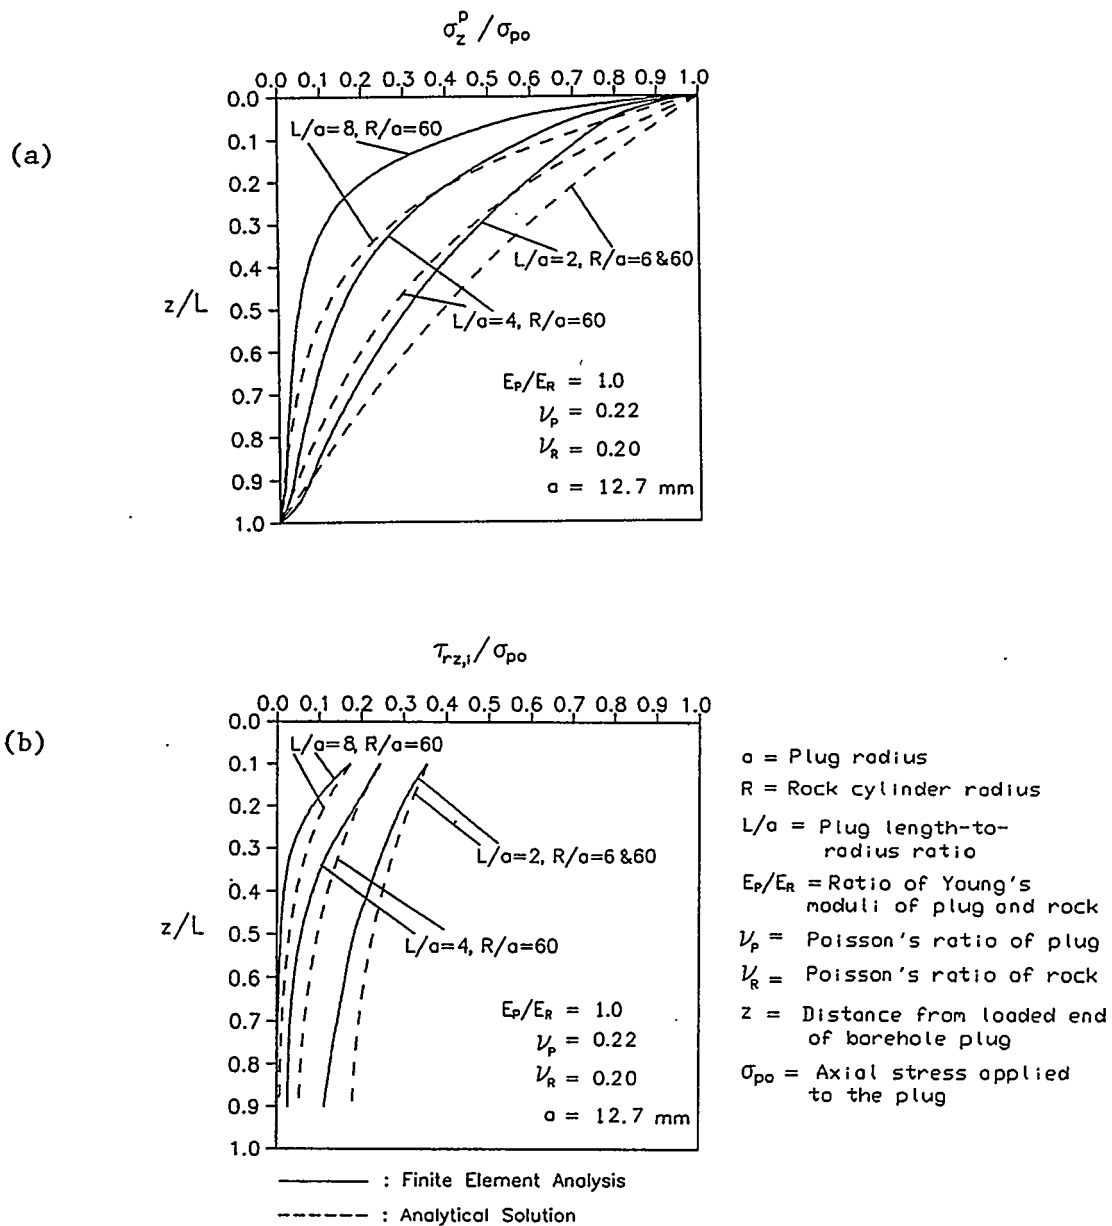 (a)
σ_z^p / σ_po
0.0 0.1 0.2 0.3 0.4 0.5 0.6 0.7 0.8 0.9 1.0
0.0
0.1
0.2
0.3
0.4
0.5
0.6
0.7
0.8
0.9
1.0
z/L
L/a=8, R/a=60
L/a=2, R/a=6&60
L/a=4, R/a=60
E_P/E_R = 1.0
ν_p = 0.22
ν_R = 0.20
a = 12.7 mm
(b)
τ_rz,i / σ_po
0.0 0.1 0.2 0.3 0.4 0.5 0.6 0.7 0.8 0.9 1.0
0.0
0.1
0.2
0.3
0.4
0.5
0.6
0.7
0.8
0.9
1.0
z/L
L/a=8, R/a=60
L/a=2, R/a=6&60
L/a=4, R/a=60
E_P/E_R = 1.0
ν_p = 0.22
ν_R = 0.20
a = 12.7 mm
a = Plug radius
R = Rock cylinder radius
L/a = Plug length-to-
radius ratio
E_P/E_R = Ratio of Young's
moduli of plug and rock
ν_p = Poisson's ratio of plug
ν_R = Poisson's ratio of rock
z = Distance from loaded end
of borehole plug
σ_po = Axial stress applied
to the plug
: Finite Element Analysis
: Analytical Solution